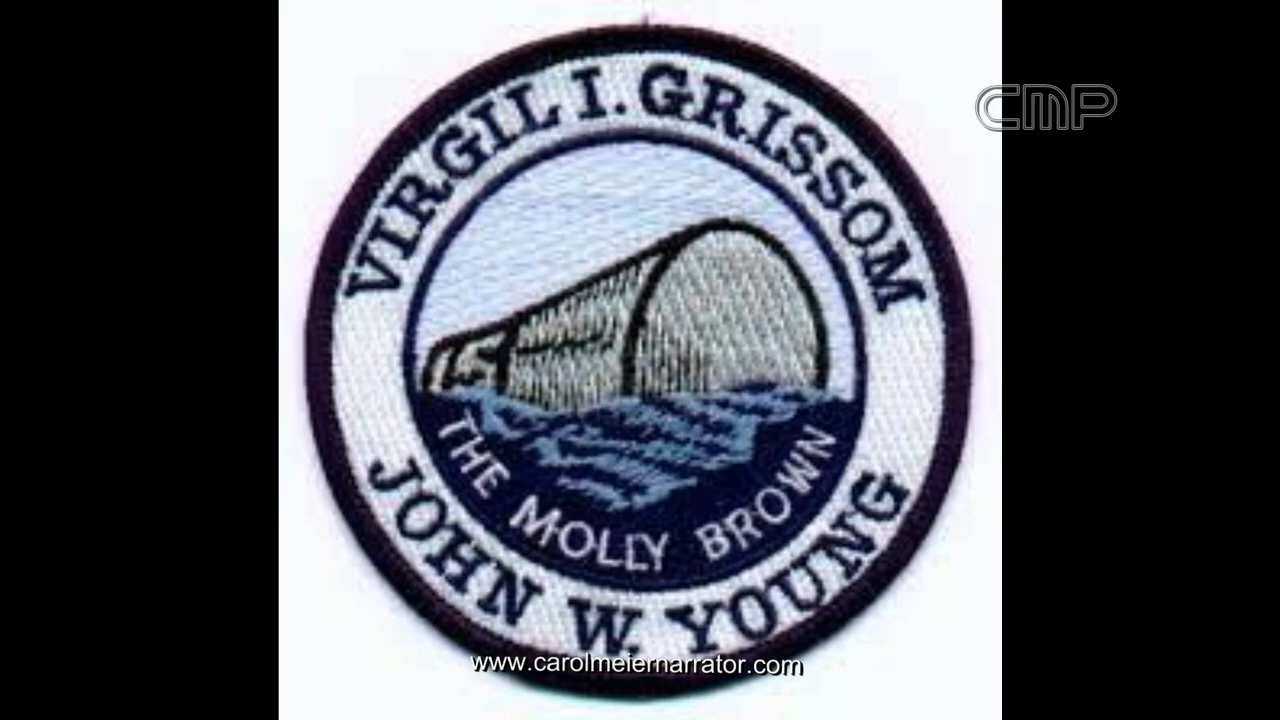 VIRGIL I. GRISSOM
CMP
THE MOLLY BROWN
JOHN W. YOUNG
www.carolmeiernarrator.com